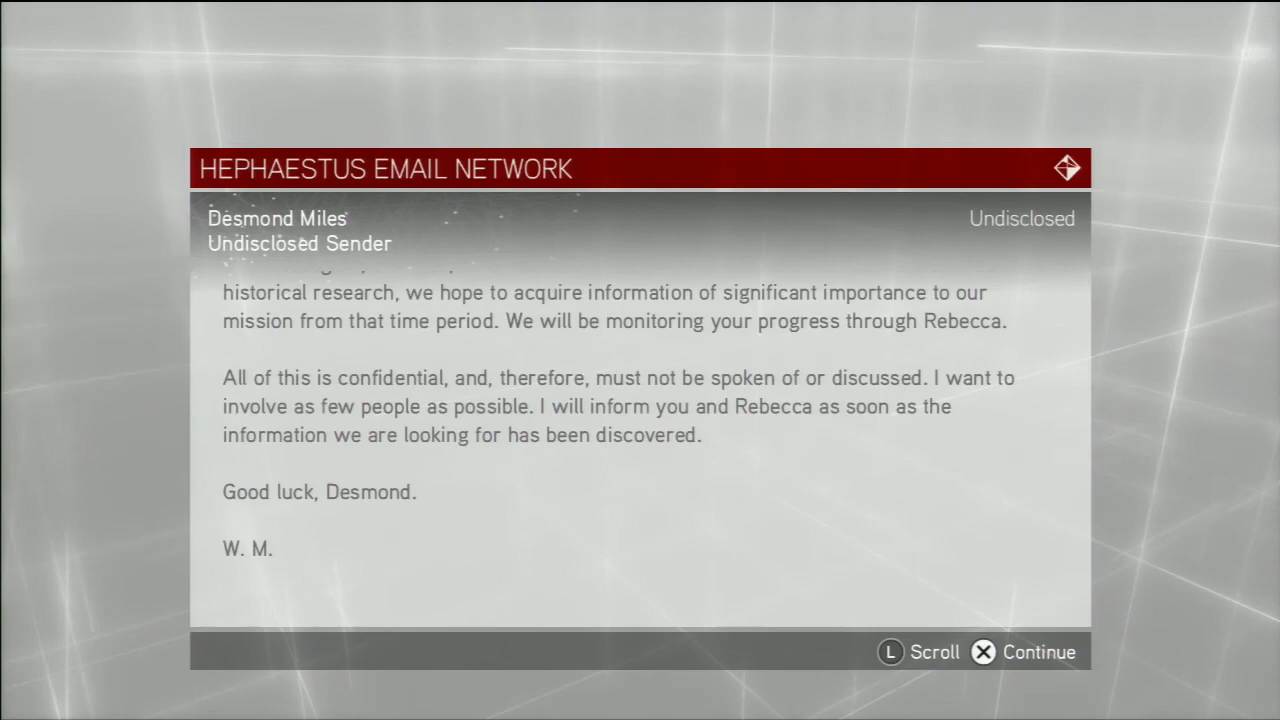 HEPHAESTUS EMAIL NETWORK
Desmond Miles
Undisclosed
Undisclosed Sender
historical research, we hope to acquire information of significant importance to our
mission from that time period. We will be monitoring your progress through Rebecca.
All of this is confidential, and, therefore, must not be spoken of or discussed. I want to
involve as few people as possible. I will inform you and Rebecca as soon as the
information we are looking for has been discovered.
Good luck, Desmond.
W. M.
L Scroll X Continue